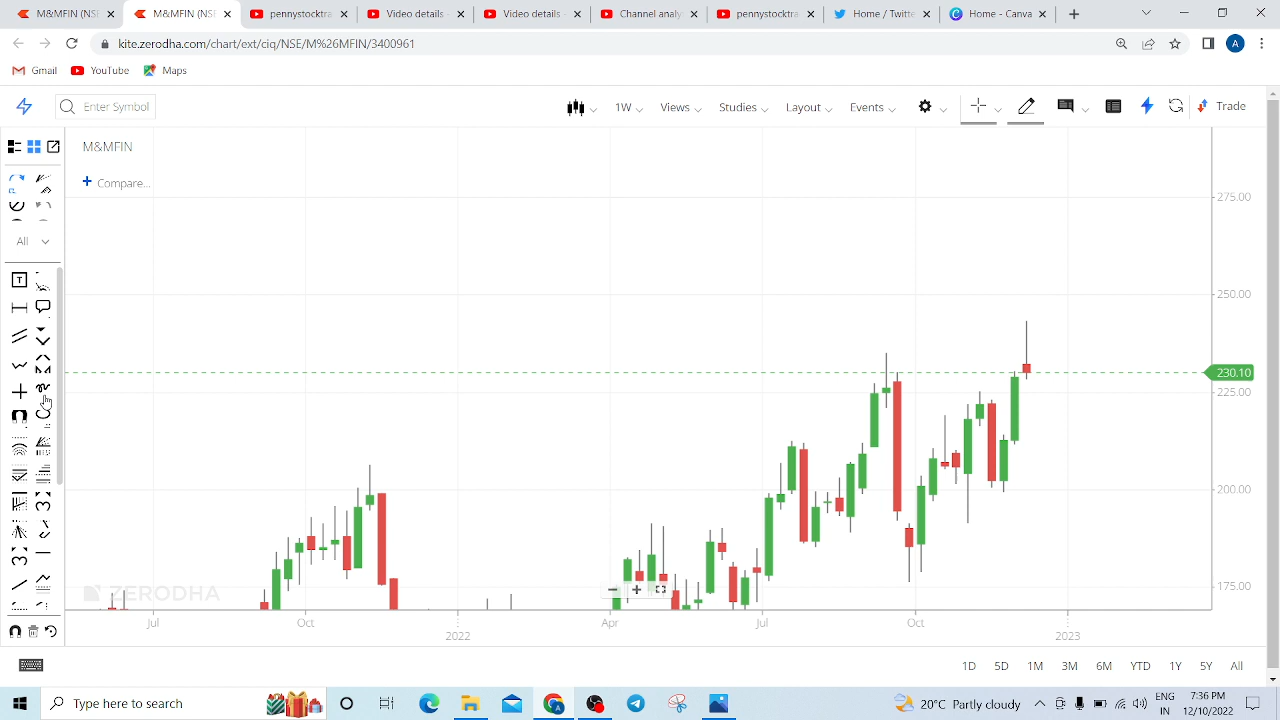 M&MFIN (NS
M&MFIN (NS
pennystocktra
Video details
Video details
Channel analy
pennystocktra
Twitter
Home / Twitte
Home - Canva
kite.zerodha.com/chart/ext/ciq/NSE/M%26MFIN/3400961
A
Gmail
YouTube
Maps
Enter Symbol
1W
Views
Studies
Layout
Events
Trade
M&MFIN
Compare...
All
T
275.00
250.00
230.10
225.00
200.00
175.00
ZERODHA
Jul
Oct
2022
Apr
Jul
Oct
2023
1D
5D
1M
3M
6M
YTD
1Y
5Y
All
Type here to search
20°C Partly cloudy
ENG
IN
7:36 PM
12/10/2022